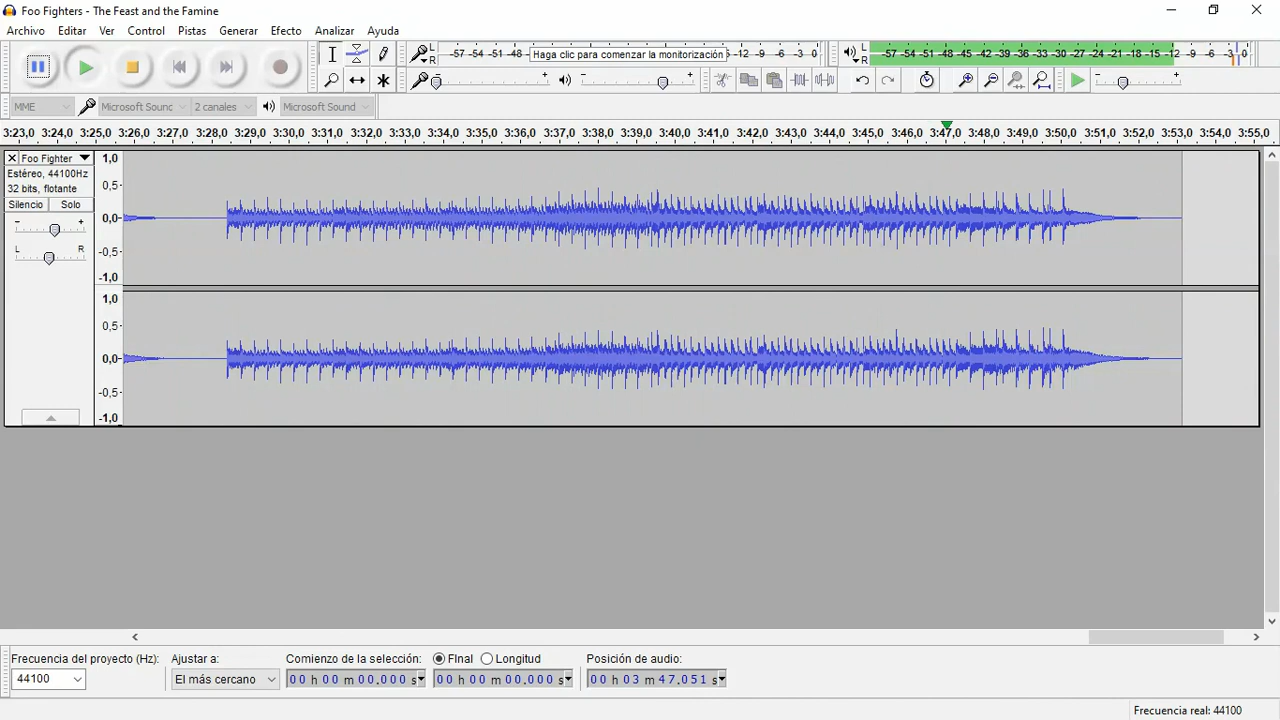 Foo Fighters - The Feast and the Famine
Archivo Editar Ver Control Pistas Generar Efecto Analizar Ayuda
L R -57 -54 -51 -48 Haga clic para comenzar la monitorización -12 -9 -6 -3 0
L R -57 -54 -51 -48 -45 -42 -39 -36 -33 -30 -27 -24 -21 -18 -15 -12 -9 -6 -3 0
- + - + - +
MME Microsoft Sound 2 canales Microsoft Sound
3:23,0 3:24,0 3:25,0 3:26,0 3:27,0 3:28,0 3:29,0 3:30,0 3:31,0 3:32,0 3:33,0 3:34,0 3:35,0 3:36,0 3:37,0 3:38,0 3:39,0 3:40,0 3:41,0 3:42,0 3:43,0 3:44,0 3:45,0 3:46,0 3:47,0 3:48,0 3:49,0 3:50,0 3:51,0 3:52,0 3:53,0 3:54,0 3:55,0
Foo Fighter
Estéreo, 44100Hz
32 bits, flotante
Silencio Solo
- +
L R
1,0
0,5
0,0
-0,5
-1,0
1,0
0,5
0,0
-0,5
-1,0
Frecuencia del proyecto (Hz): Ajustar a: Comienzo de la selección: FInal Longitud Posición de audio:
44100 El más cercano 00 h 00 m 00.000 s 00 h 00 m 00.000 s 00 h 03 m 47.051 s
Frecuencia real: 44100